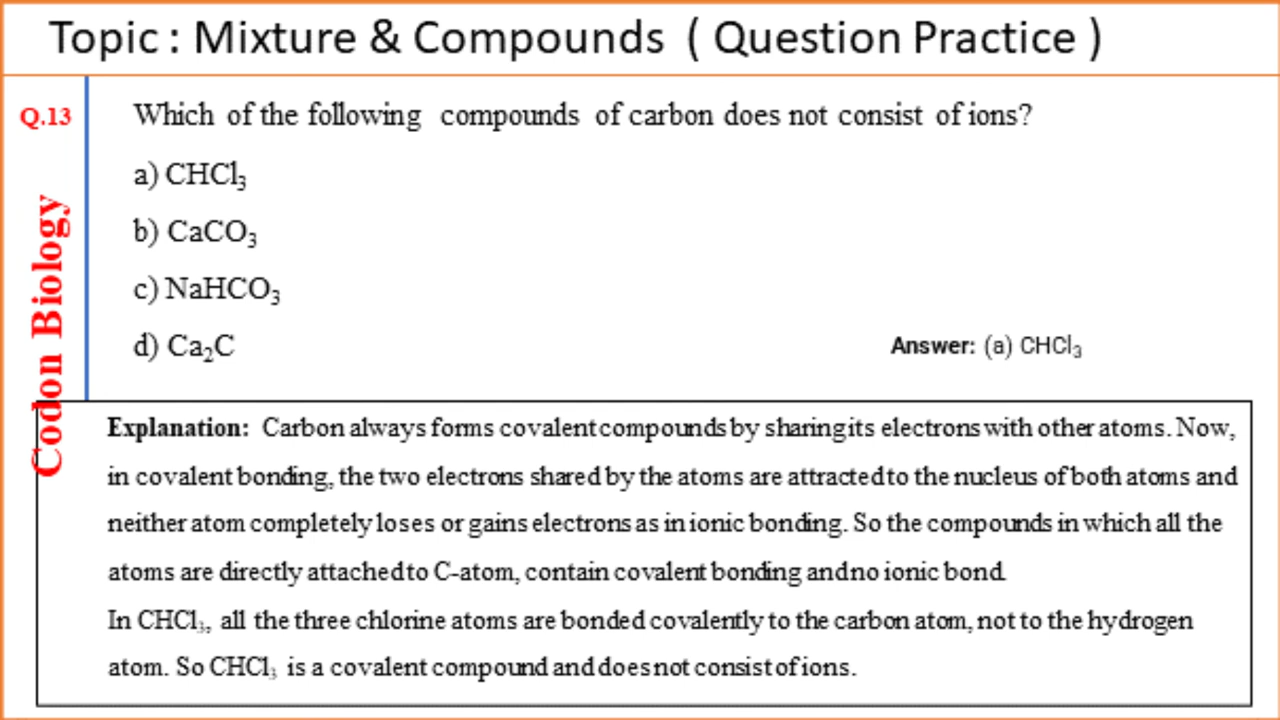 Topic : Mixture & Compounds ( Question Practice )
Q.13
Which of the following compounds of carbon does not consist of ions?
a) CHCl₃
b) CaCO₃
c) NaHCO₃
d) Ca₂C
Answer: (a) CHCl₃
Codon Biology
Explanation: Carbon always forms covalent compounds by sharing its electrons with other atoms. Now,
in covalent bonding, the two electrons shared by the atoms are attracted to the nucleus of both atoms and
neither atom completely loses or gains electrons as in ionic bonding. So the compounds in which all the
atoms are directly attached to C-atom, contain covalent bonding and no ionic bond.
In CHCl₃, all the three chlorine atoms are bonded covalently to the carbon atom, not to the hydrogen
atom. So CHCl₃ is a covalent compound and does not consist of ions.